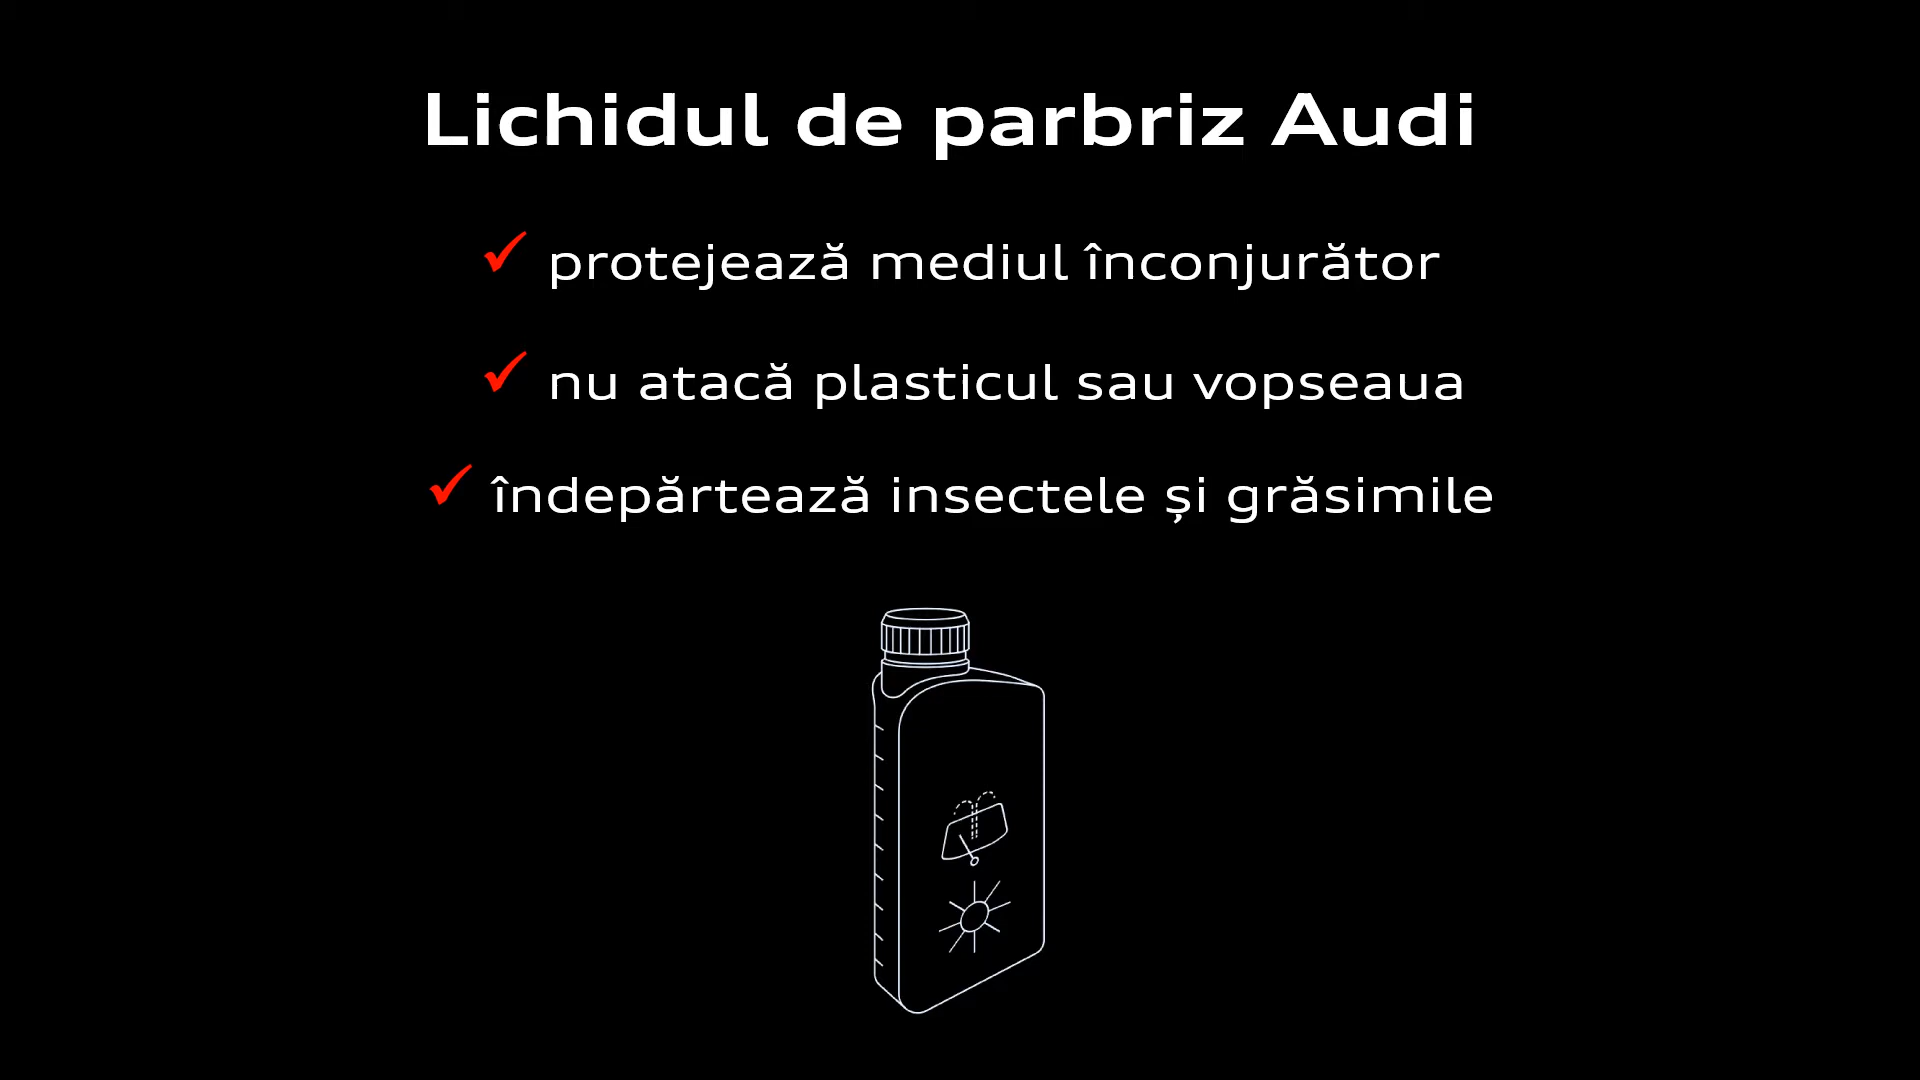 Lichidul de parbriz Audi
✓ protejează mediul înconjurător
✓ nu atacă plasticul sau vopseaua
✓ îndepărtează insectele și grăsimile